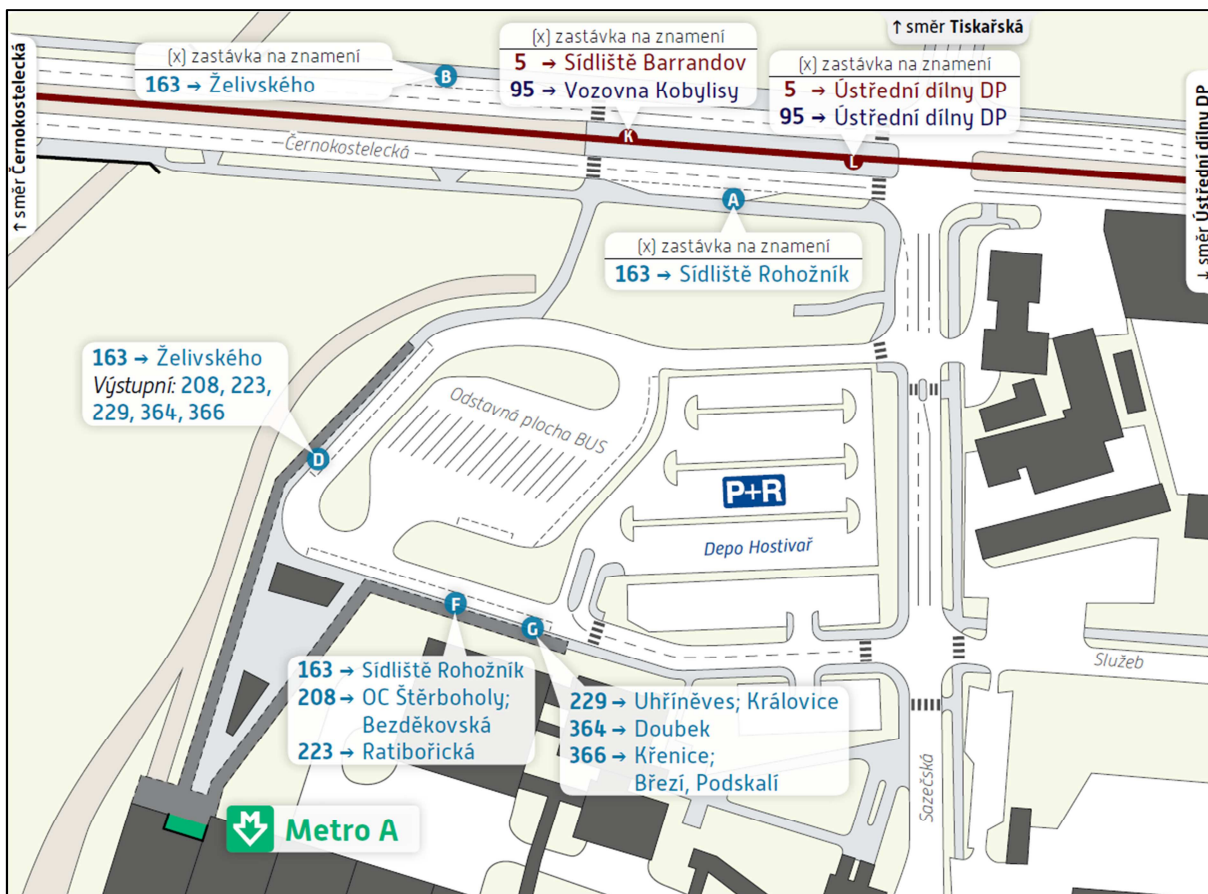 ↑ směr Tiskařská
(x) zastávka na znamení
163 → Želivského
(x) zastávka na znamení
5 → Sídliště Barrandov
95 → Vozovna Kobylisy
(x) zastávka na znamení
5 → Ústřední dílny DP
95 → Ústřední dílny DP
↑ směr Černokostelecká
↓ směr Ústřední dílny DP
B
K
L
Černokostelecká
A
(x) zastávka na znamení
163 → Sídliště Rohožník
163 → Želivského
Výstupní: 208, 223,
229, 364, 366
D
Odstavná plocha BUS
P+R
Depo Hostivař
F
G
163 → Sídliště Rohožník
208 → OC Štěrboholy;
Bezděkovská
223 → Ratibořická
229 → Uhříněves; Královice
364 → Doubek
366 → Křenice;
Březí, Podskalí
Služeb
Sazečská
Metro A